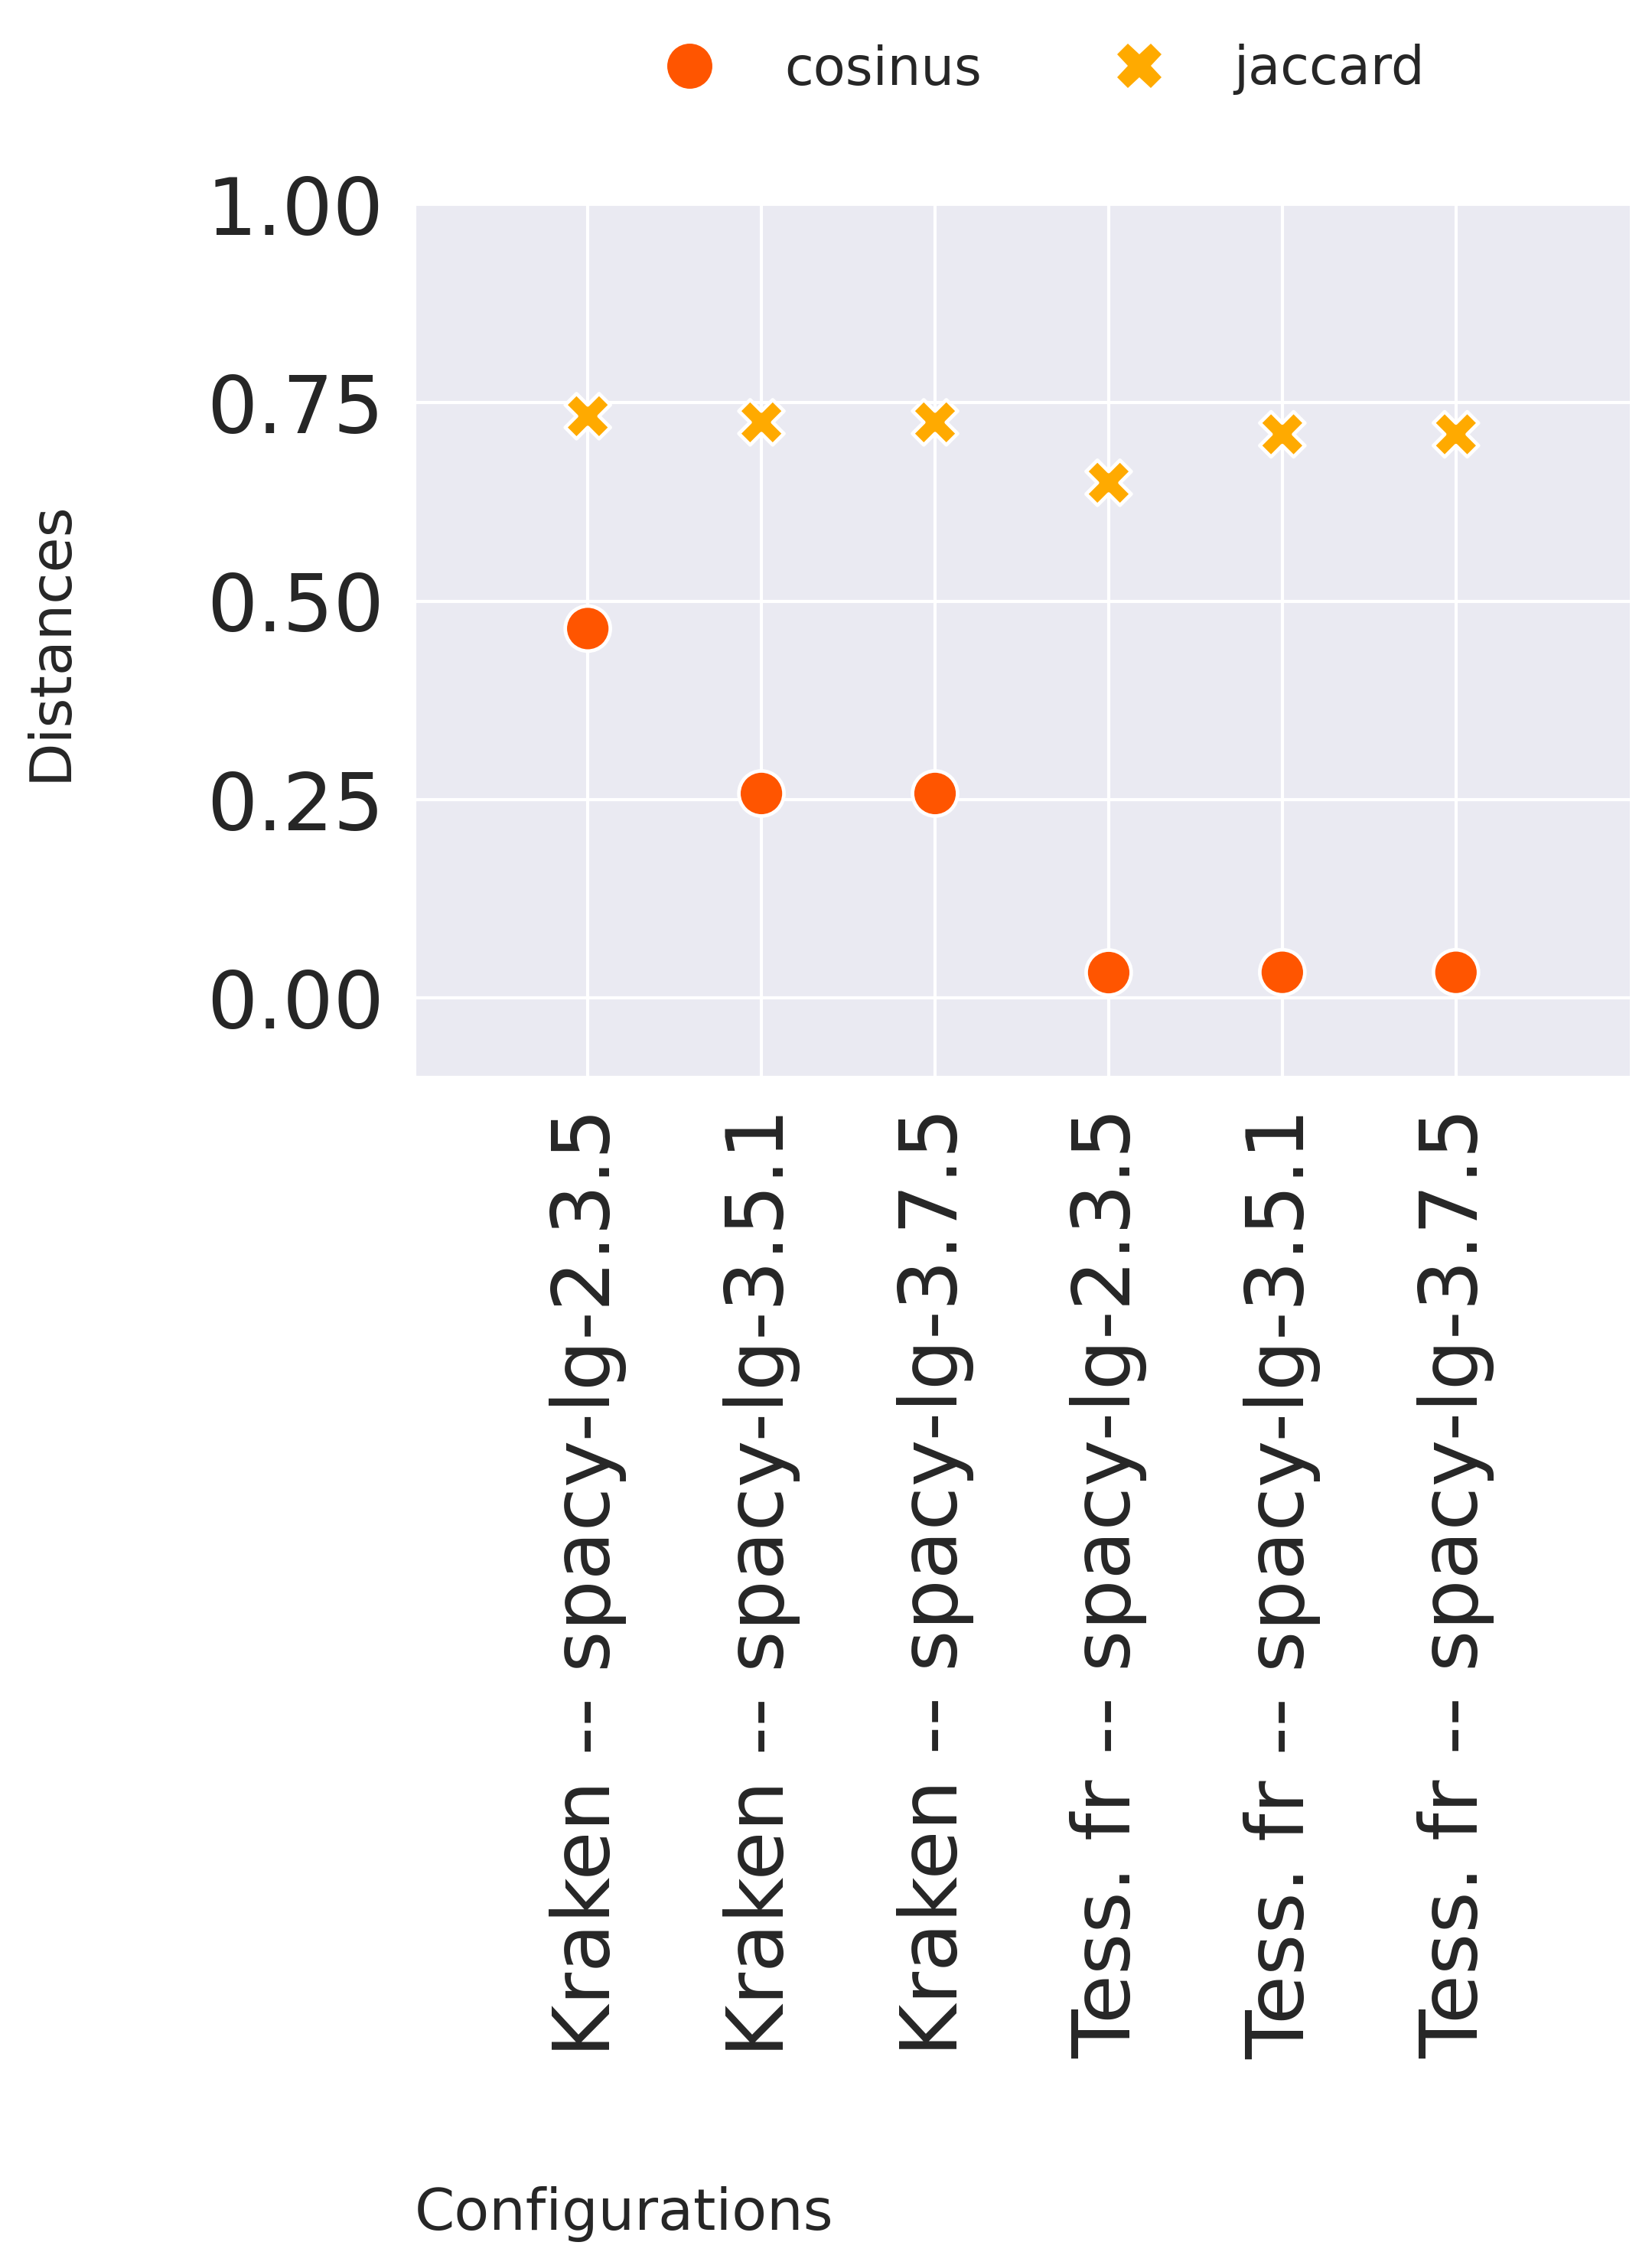 cosinus jaccard
1.00
0.75
0.50
0.25
0.00
Distances
Kraken -- spacy-lg-2.3.5
Kraken -- spacy-lg-3.5.1
Kraken -- spacy-lg-3.7.5
Tess. fr -- spacy-lg-2.3.5
Tess. fr -- spacy-lg-3.5.1
Tess. fr -- spacy-lg-3.7.5
Configurations